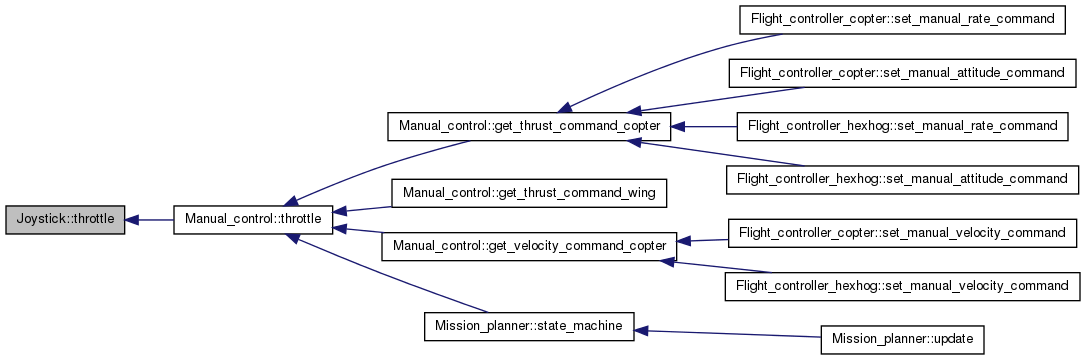 Flight_controller_copter::set_manual_rate_command
Flight_controller_copter::set_manual_attitude_command
Manual_control::get_thrust_command_copter
Flight_controller_hexhog::set_manual_rate_command
Flight_controller_hexhog::set_manual_attitude_command
Manual_control::get_thrust_command_wing
Joystick::throttle
Manual_control::throttle
Flight_controller_copter::set_manual_velocity_command
Manual_control::get_velocity_command_copter
Flight_controller_hexhog::set_manual_velocity_command
Mission_planner::state_machine
Mission_planner::update